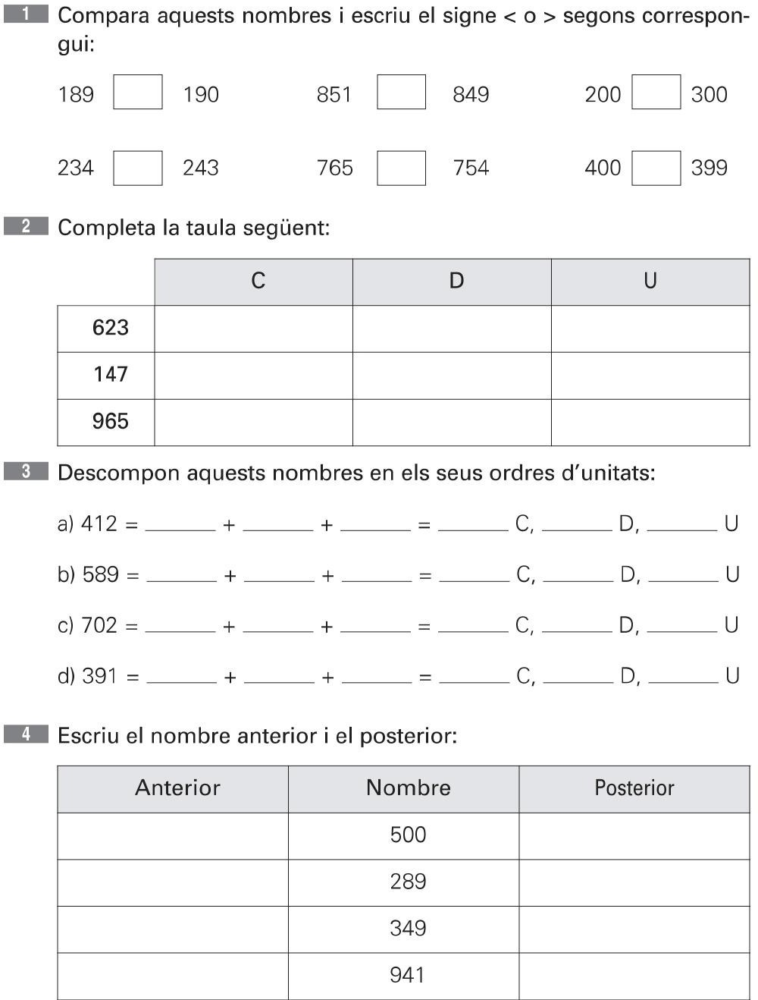 1 Compara aquests nombres i escriu el signe < o > segons correspon-
gui:
189 190 851 849 200 300
234 243 765 754 400 399
2 Completa la taula següent:
C D U
623
147
965
3 Descompon aquests nombres en els seus ordres d'unitats:
a) 412 = ______ + ______ + ______ = ______ C, ______ D, ______ U
b) 589 = ______ + ______ + ______ = ______ C, ______ D, ______ U
c) 702 = ______ + ______ + ______ = ______ C, ______ D, ______ U
d) 391 = ______ + ______ + ______ = ______ C, ______ D, ______ U
4 Escriu el nombre anterior i el posterior:
Anterior Nombre Posterior
500
289
349
941